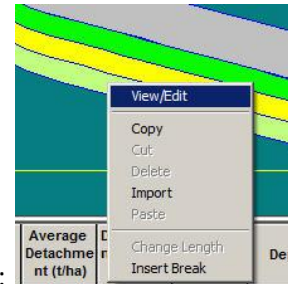 View/Edit
Copy
Cut
Delete
Import
Paste
Change Length
Insert Break
Average
Detachme
nt (t/ha)
D
n
De
: